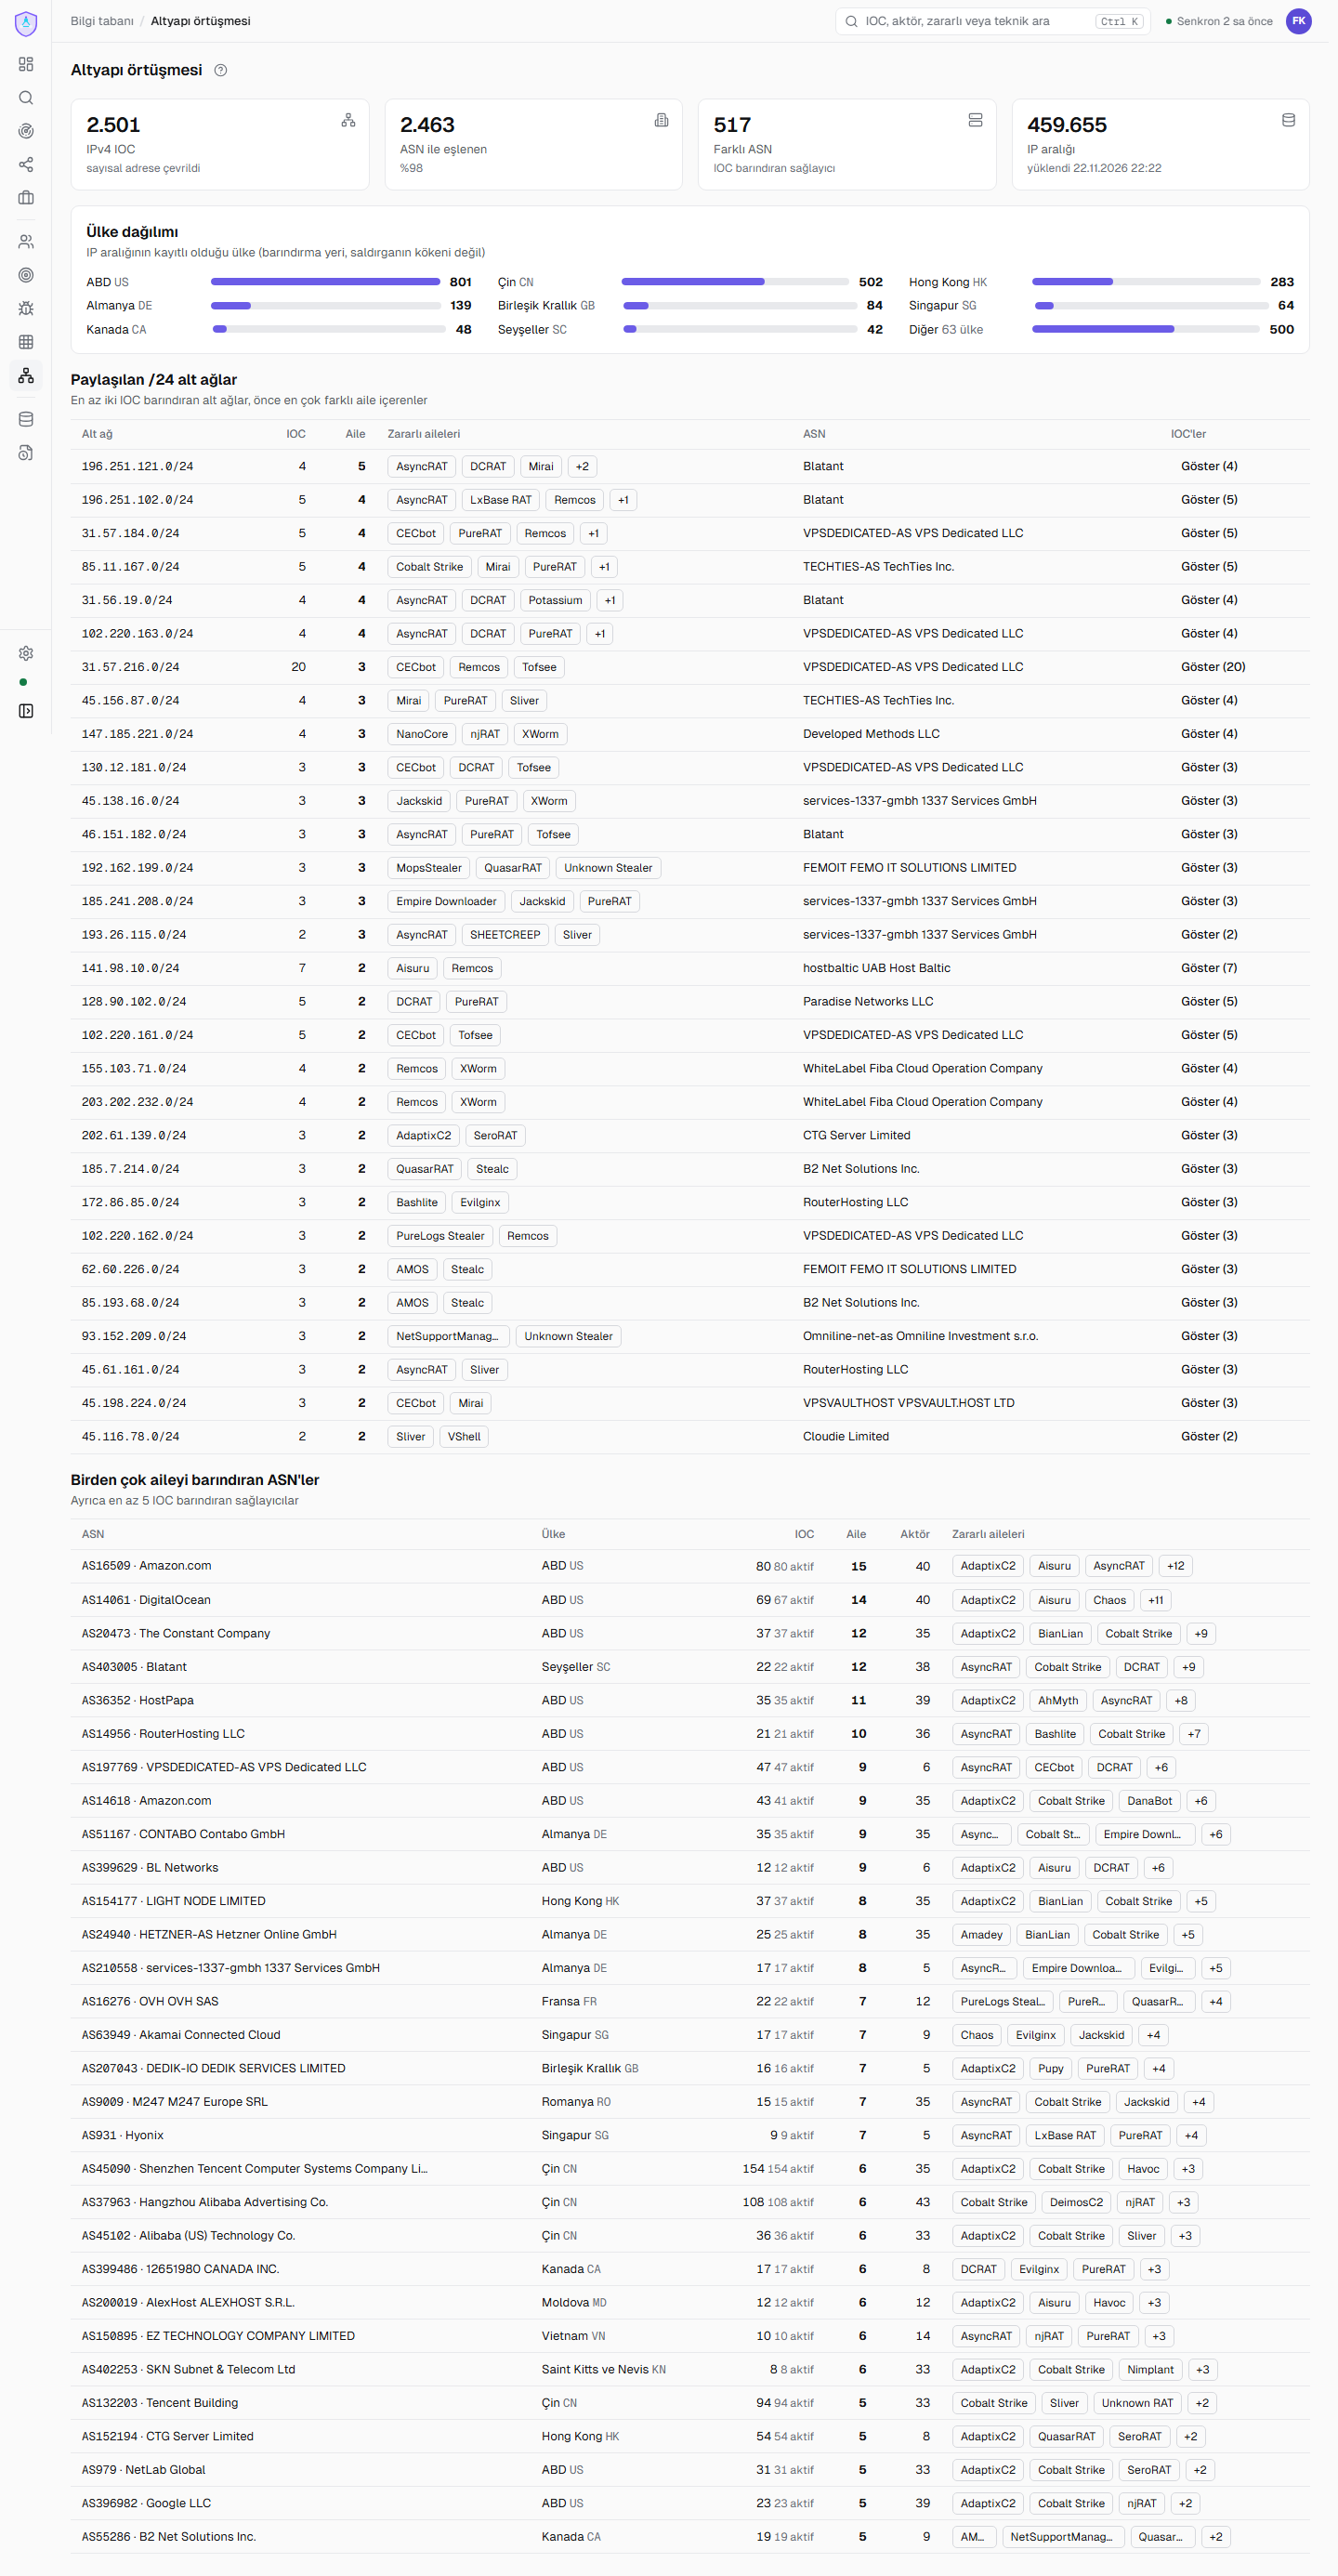 Bilgi tabanı / Altyapı örtüşmesi
IOC, aktör, zararlı veya teknik ara Ctrl K
Senkron 2 sa önce FK
Altyapı örtüşmesi
2.501
IPv4 IOC
sayısal adrese çevrildi
2.463
ASN ile eşlenen
%98
517
Farklı ASN
IOC barındıran sağlayıcı
459.655
IP aralığı
yüklendi 22.11.2026 22:22
Ülke dağılımı
IP aralığının kayıtlı olduğu ülke (barındırma yeri, saldırganın kökeni değil)
ABD US 801 Çin CN 502 Hong Kong HK 283
Almanya DE 139 Birleşik Krallık GB 84 Singapur SG 64
Kanada CA 48 Seyşeller SC 42 Diğer 63 ülke 500
Paylaşılan /24 alt ağlar
En az iki IOC barındıran alt ağlar, önce en çok farklı aile içerenler
Alt ağ IOC Aile Zararlı aileleri ASN IOC'ler
196.251.121.0/24 4 5 AsyncRAT DCRAT Mirai +2 Blatant Göster (4)
196.251.102.0/24 5 4 AsyncRAT LxBase RAT Remcos +1 Blatant Göster (5)
31.57.184.0/24 5 4 CECbot PureRAT Remcos +1 VPSDEDICATED-AS VPS Dedicated LLC Göster (5)
85.11.167.0/24 5 4 Cobalt Strike Mirai PureRAT +1 TECHTIES-AS TechTies Inc. Göster (5)
31.56.19.0/24 4 4 AsyncRAT DCRAT Potassium +1 Blatant Göster (4)
102.220.163.0/24 4 4 AsyncRAT DCRAT PureRAT +1 VPSDEDICATED-AS VPS Dedicated LLC Göster (4)
31.57.216.0/24 20 3 CECbot Remcos Tofsee VPSDEDICATED-AS VPS Dedicated LLC Göster (20)
45.156.87.0/24 4 3 Mirai PureRAT Sliver TECHTIES-AS TechTies Inc. Göster (4)
147.185.221.0/24 4 3 NanoCore njRAT XWorm Developed Methods LLC Göster (4)
130.12.181.0/24 3 3 CECbot DCRAT Tofsee VPSDEDICATED-AS VPS Dedicated LLC Göster (3)
45.138.16.0/24 3 3 Jackskid PureRAT XWorm services-1337-gmbh 1337 Services GmbH Göster (3)
46.151.182.0/24 3 3 AsyncRAT PureRAT Tofsee Blatant Göster (3)
192.162.199.0/24 3 3 MopsStealer QuasarRAT Unknown Stealer FEMOIT FEMO IT SOLUTIONS LIMITED Göster (3)
185.241.208.0/24 3 3 Empire Downloader Jackskid PureRAT services-1337-gmbh 1337 Services GmbH Göster (3)
193.26.115.0/24 2 3 AsyncRAT SHEETCREEP Sliver services-1337-gmbh 1337 Services GmbH Göster (2)
141.98.10.0/24 7 2 Aisuru Remcos hostbaltic UAB Host Baltic Göster (7)
128.90.102.0/24 5 2 DCRAT PureRAT Paradise Networks LLC Göster (5)
102.220.161.0/24 5 2 CECbot Tofsee VPSDEDICATED-AS VPS Dedicated LLC Göster (5)
155.103.71.0/24 4 2 Remcos XWorm WhiteLabel Fiba Cloud Operation Company Göster (4)
203.202.232.0/24 4 2 Remcos XWorm WhiteLabel Fiba Cloud Operation Company Göster (4)
202.61.139.0/24 3 2 AdaptixC2 SeroRAT CTG Server Limited Göster (3)
185.7.214.0/24 3 2 QuasarRAT Stealc B2 Net Solutions Inc. Göster (3)
172.86.85.0/24 3 2 Bashlite Evilginx RouterHosting LLC Göster (3)
102.220.162.0/24 3 2 PureLogs Stealer Remcos VPSDEDICATED-AS VPS Dedicated LLC Göster (3)
62.60.226.0/24 3 2 AMOS Stealc FEMOIT FEMO IT SOLUTIONS LIMITED Göster (3)
85.193.68.0/24 3 2 AMOS Stealc B2 Net Solutions Inc. Göster (3)
93.152.209.0/24 3 2 NetSupportManag... Unknown Stealer Omniline-net-as Omniline Investment s.r.o. Göster (3)
45.61.161.0/24 3 2 AsyncRAT Sliver RouterHosting LLC Göster (3)
45.198.224.0/24 3 2 CECbot Mirai VPSVAULTHOST VPSVAULT.HOST LTD Göster (3)
45.116.78.0/24 2 2 Sliver VShell Cloudie Limited Göster (2)
Birden çok aileyi barındıran ASN'ler
Ayrıca en az 5 IOC barındıran sağlayıcılar
ASN Ülke IOC Aile Aktör Zararlı aileleri
AS16509 · Amazon.com ABD US 80 80 aktif 15 40 AdaptixC2 Aisuru AsyncRAT +12
AS14061 · DigitalOcean ABD US 69 67 aktif 14 40 AdaptixC2 Aisuru Chaos +11
AS20473 · The Constant Company ABD US 37 37 aktif 12 35 AdaptixC2 BianLian Cobalt Strike +9
AS403005 · Blatant Seyşeller SC 22 22 aktif 12 38 AsyncRAT Cobalt Strike DCRAT +9
AS36352 · HostPapa ABD US 35 35 aktif 11 39 AdaptixC2 AhMyth AsyncRAT +8
AS14956 · RouterHosting LLC ABD US 21 21 aktif 10 36 AsyncRAT Bashlite Cobalt Strike +7
AS197769 · VPSDEDICATED-AS VPS Dedicated LLC ABD US 47 47 aktif 9 6 AsyncRAT CECbot DCRAT +6
AS14618 · Amazon.com ABD US 43 41 aktif 9 35 AdaptixC2 Cobalt Strike DanaBot +6
AS51167 · CONTABO Contabo GmbH Almanya DE 35 35 aktif 9 35 Async... Cobalt St... Empire Downl... +6
AS399629 · BL Networks ABD US 12 12 aktif 9 6 AdaptixC2 Aisuru DCRAT +6
AS154177 · LIGHT NODE LIMITED Hong Kong HK 37 37 aktif 8 35 AdaptixC2 BianLian Cobalt Strike +5
AS24940 · HETZNER-AS Hetzner Online GmbH Almanya DE 25 25 aktif 8 35 Amadey BianLian Cobalt Strike +5
AS210558 · services-1337-gmbh 1337 Services GmbH Almanya DE 17 17 aktif 8 5 AsyncR... Empire Downloa... Evilgi... +5
AS16276 · OVH OVH SAS Fransa FR 22 22 aktif 7 12 PureLogs Steal... PureR... QuasarR... +4
AS63949 · Akamai Connected Cloud Singapur SG 17 17 aktif 7 9 Chaos Evilginx Jackskid +4
AS207043 · DEDIK-IO DEDIK SERVICES LIMITED Birleşik Krallık GB 16 16 aktif 7 5 AdaptixC2 Pupy PureRAT +4
AS9009 · M247 M247 Europe SRL Romanya RO 15 15 aktif 7 35 AsyncRAT Cobalt Strike Jackskid +4
AS931 · Hyonix Singapur SG 9 9 aktif 7 5 AsyncRAT LxBase RAT PureRAT +4
AS45090 · Shenzhen Tencent Computer Systems Company Li... Çin CN 154 154 aktif 6 35 AdaptixC2 Cobalt Strike Havoc +3
AS37963 · Hangzhou Alibaba Advertising Co. Çin CN 108 108 aktif 6 43 Cobalt Strike DeimosC2 njRAT +3
AS45102 · Alibaba (US) Technology Co. Çin CN 36 36 aktif 6 33 AdaptixC2 Cobalt Strike Sliver +3
AS399486 · 12651980 CANADA INC. Kanada CA 17 17 aktif 6 8 DCRAT Evilginx PureRAT +3
AS200019 · AlexHost ALEXHOST S.R.L. Moldova MD 12 12 aktif 6 12 AdaptixC2 Aisuru Havoc +3
AS150895 · EZ TECHNOLOGY COMPANY LIMITED Vietnam VN 10 10 aktif 6 14 AsyncRAT njRAT PureRAT +3
AS402253 · SKN Subnet & Telecom Ltd Saint Kitts ve Nevis KN 8 8 aktif 6 33 AdaptixC2 Cobalt Strike Nimplant +3
AS132203 · Tencent Building Çin CN 94 94 aktif 5 33 Cobalt Strike Sliver Unknown RAT +2
AS152194 · CTG Server Limited Hong Kong HK 54 54 aktif 5 8 AdaptixC2 QuasarRAT SeroRAT +2
AS979 · NetLab Global ABD US 31 31 aktif 5 33 AdaptixC2 Cobalt Strike SeroRAT +2
AS396982 · Google LLC ABD US 23 23 aktif 5 39 AdaptixC2 Cobalt Strike njRAT +2
AS55286 · B2 Net Solutions Inc. Kanada CA 19 19 aktif 5 9 AM... NetSupportManag... Quasar... +2